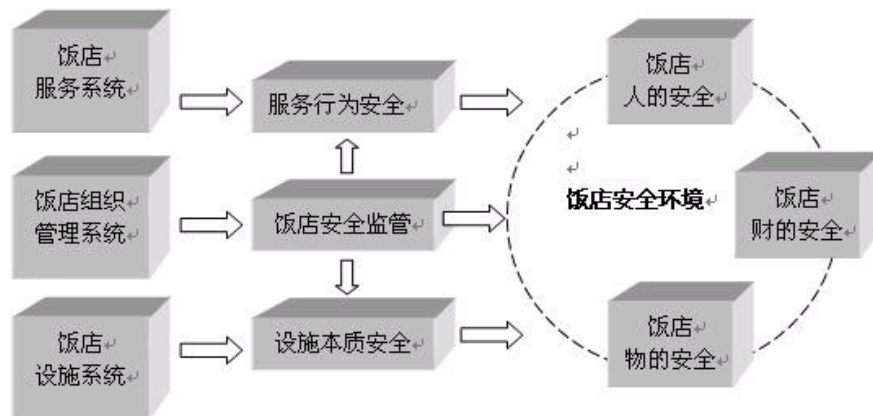 饭店
服务系统
服务行为安全
饭店
人的安全
饭店组织
管理系统
饭店安全监管
饭店安全环境
饭店
财的安全
饭店
设施系统
设施本质安全
饭店
物的安全